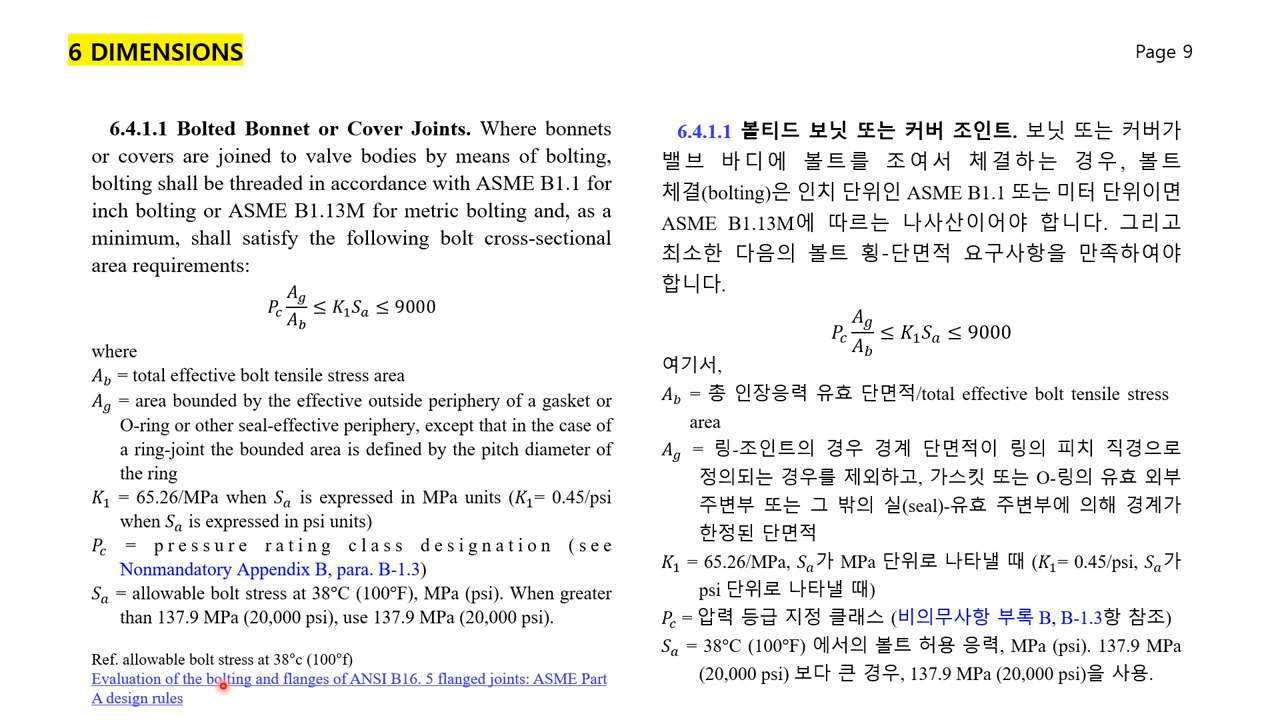 6 DIMENSIONS
Page 9
6.4.1.1 Bolted Bonnet or Cover Joints. Where bonnets
or covers are joined to valve bodies by means of bolting,
bolting shall be threaded in accordance with ASME B1.1 for
inch bolting or ASME B1.13M for metric bolting and, as a
minimum, shall satisfy the following bolt cross-sectional
area requirements:
P_c A_g/A_b ≤ K_1S_a ≤ 9000
where
A_b = total effective bolt tensile stress area
A_g = area bounded by the effective outside periphery of a gasket or
O-ring or other seal-effective periphery, except that in the case of
a ring-joint the bounded area is defined by the pitch diameter of
the ring
K_1 = 65.26/MPa when S_a is expressed in MPa units (K_1= 0.45/psi
when S_a is expressed in psi units)
P_c = pressure rating class designation (see
Nonmandatory Appendix B, para. B-1.3)
S_a = allowable bolt stress at 38°C (100°F), MPa (psi). When greater
than 137.9 MPa (20,000 psi), use 137.9 MPa (20,000 psi).
Ref. allowable bolt stress at 38°c (100°f)
Evaluation of the bolting and flanges of ANSI B16. 5 flanged joints: ASME Part
A design rules
6.4.1.1 볼티드 보닛 또는 커버 조인트. 보닛 또는 커버가
밸브 바디에 볼트를 조여서 체결하는 경우, 볼트
체결(bolting)은 인치 단위인 ASME B1.1 또는 미터 단위이면
ASME B1.13M에 따르는 나사산이어야 합니다. 그리고
최소한 다음의 볼트 횡-단면적 요구사항을 만족하여야
합니다.
P_c A_g/A_b ≤ K_1S_a ≤ 9000
여기서,
A_b = 총 인장응력 유효 단면적/total effective bolt tensile stress
area
A_g = 링-조인트의 경우 경계 단면적이 링의 피치 직경으로
정의되는 경우를 제외하고, 가스킷 또는 O-링의 유효 외부
주변부 또는 그 밖의 실(seal)-유효 주변부에 의해 경계가
한정된 단면적
K_1 = 65.26/MPa, S_a가 MPa 단위로 나타낼 때 (K_1= 0.45/psi, S_a가
psi 단위로 나타낼 때)
P_c = 압력 등급 지정 클래스 (비의무사항 부록 B, B-1.3항 참조)
S_a = 38°C (100°F) 에서의 볼트 허용 응력, MPa (psi). 137.9 MPa
(20,000 psi) 보다 큰 경우, 137.9 MPa (20,000 psi)을 사용.